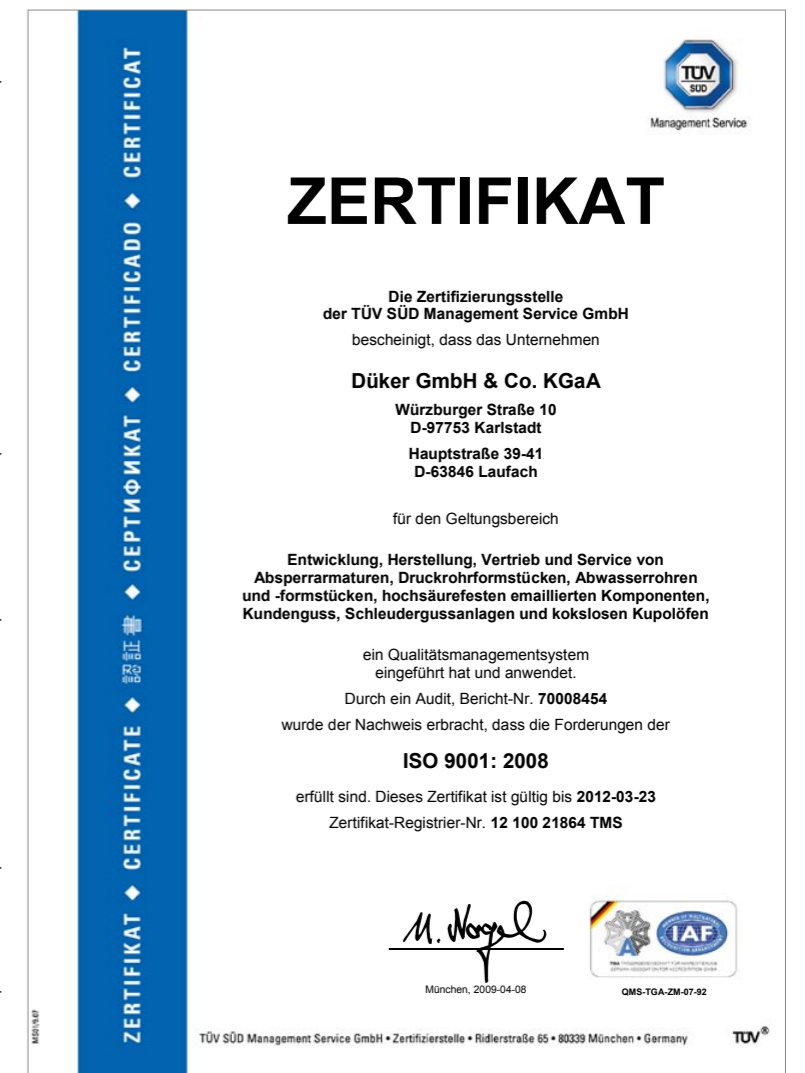 TÜV
SÜD
Management Service
ZERTIFIKAT ◆ CERTIFICATE ◆ 認証書 ◆ СЕРТИФИКАТ ◆ CERTIFICADO ◆ CERTIFICAT
ZERTIFIKAT
Die Zertifizierungsstelle
der TÜV SÜD Management Service GmbH
bescheinigt, dass das Unternehmen
Düker GmbH & Co. KGaA
Würzburger Straße 10
D-97753 Karlstadt
Hauptstraße 39-41
D-63846 Laufach
für den Geltungsbereich
Entwicklung, Herstellung, Vertrieb und Service von
Absperrarmaturen, Druckrohrformstücken, Abwasserrohren
und -formstücken, hochsäurefesten emaillierten Komponenten,
Kundenguss, Schleudergussanlagen und kokslosen Kupolöfen
ein Qualitätsmanagementsystem
eingeführt hat und anwendet.
Durch ein Audit, Bericht-Nr. 70008454
wurde der Nachweis erbracht, dass die Forderungen der
ISO 9001: 2008
erfüllt sind. Dieses Zertifikat ist gültig bis 2012-03-23
Zertifikat-Registrier-Nr. 12 100 21864 TMS
München, 2009-04-08
IAF
QMS-TGA-ZM-07-92
TÜV SÜD Management Service GmbH • Zertifizierstelle • Ridlerstraße 65 • 80339 München • Germany
TÜV®